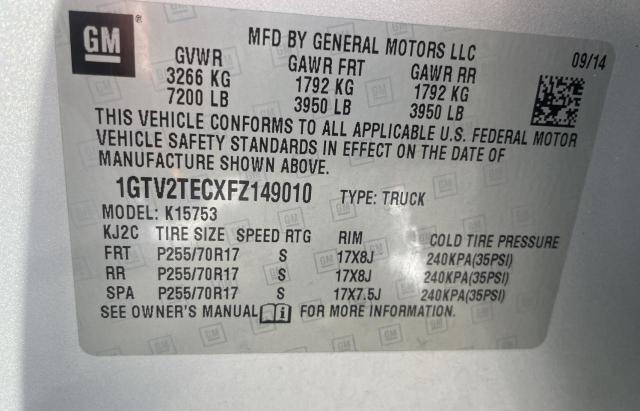 GM
MFD BY GENERAL MOTORS LLC
09/14
GVWR GAWR FRT GAWR RR
3266 KG 1792 KG 1792 KG
7200 LB 3950 LB 3950 LB
THIS VEHICLE CONFORMS TO ALL APPLICABLE U.S. FEDERAL MOTOR
VEHICLE SAFETY STANDARDS IN EFFECT ON THE DATE OF
MANUFACTURE SHOWN ABOVE.
1GTV2TECXFZ149010 TYPE: TRUCK
MODEL: K15753
KJ2C TIRE SIZE SPEED RTG RIM COLD TIRE PRESSURE
FRT P255/70R17 S 17X8J 240KPA(35PSI)
RR P255/70R17 S 17X8J 240KPA(35PSI)
SPA P255/70R17 S 17X7.5J 240KPA(35PSI)
SEE OWNER'S MANUAL FOR MORE INFORMATION.